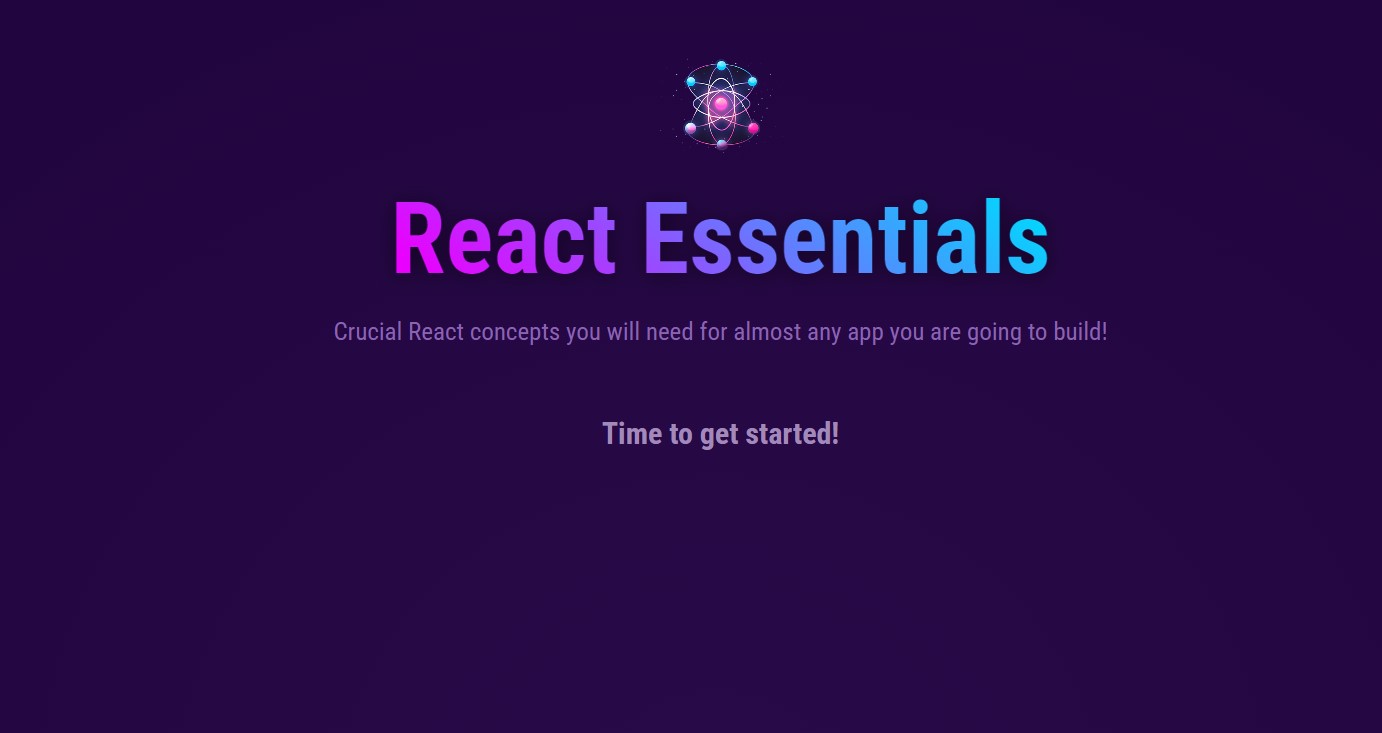 React Essentials
Crucial React concepts you will need for almost any app you are going to build!
Time to get started!